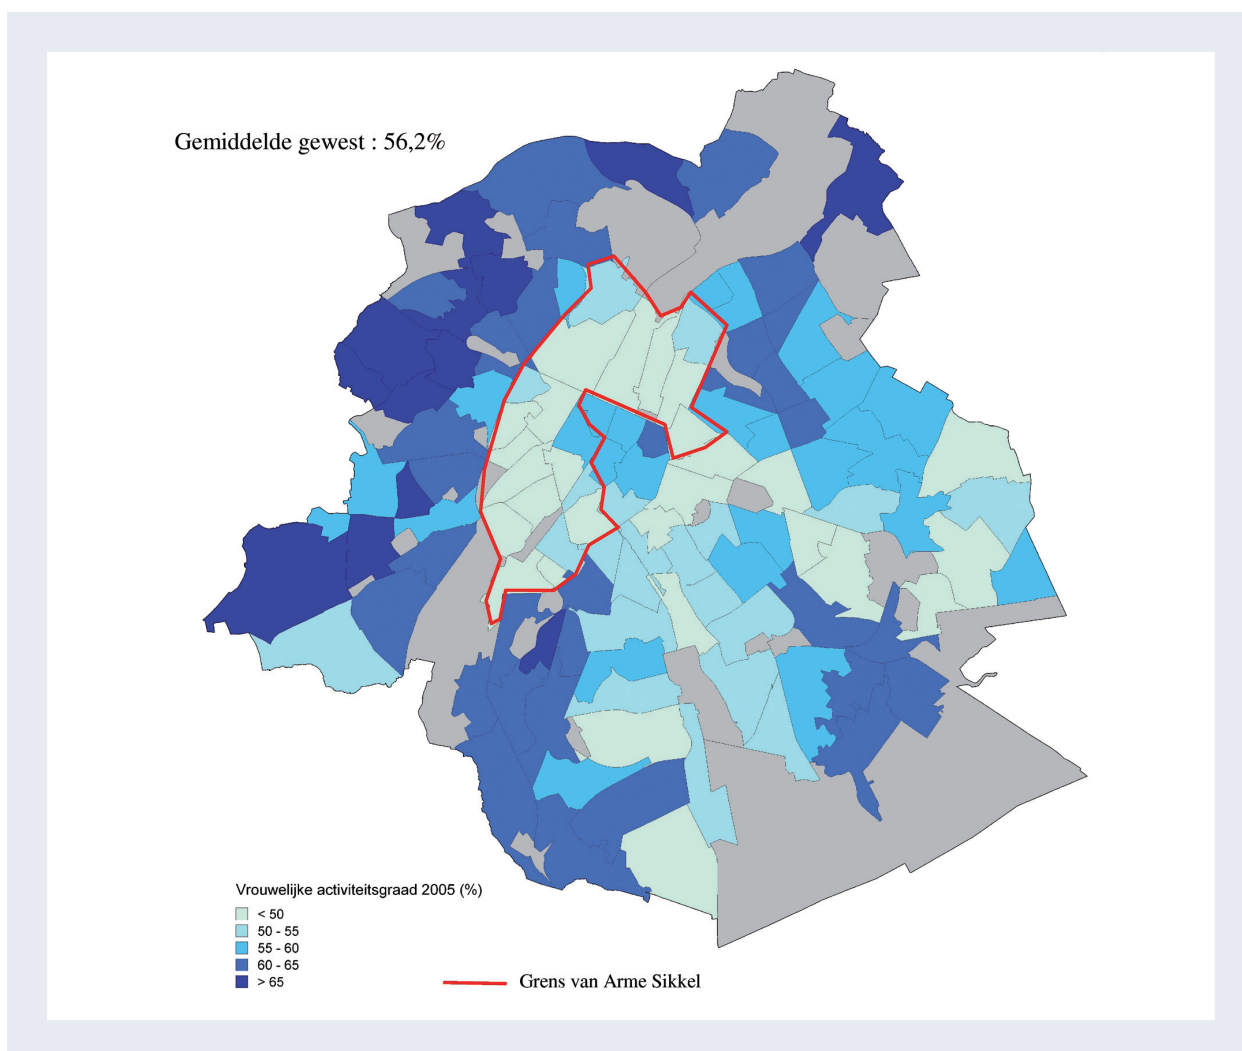 Gemiddelde gewest : 56,2%
Vrouwelijke activiteitsgraad 2005 (%)
< 50
50 - 55
55 - 60
60 - 65
> 65
Grens van Arme Sikkel